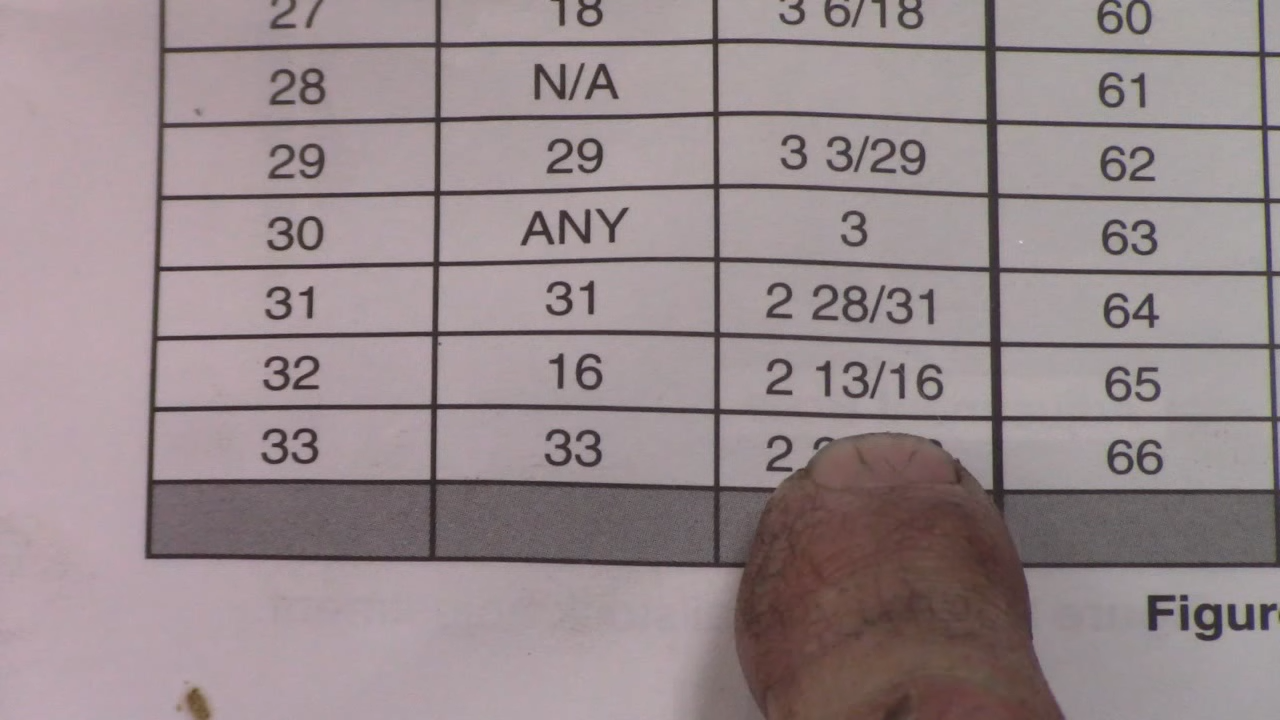 27 18 3 6/18 60
28 N/A 61
29 29 3 3/29 62
30 ANY 3 63
31 31 2 28/31 64
32 16 2 13/16 65
33 33 2 66